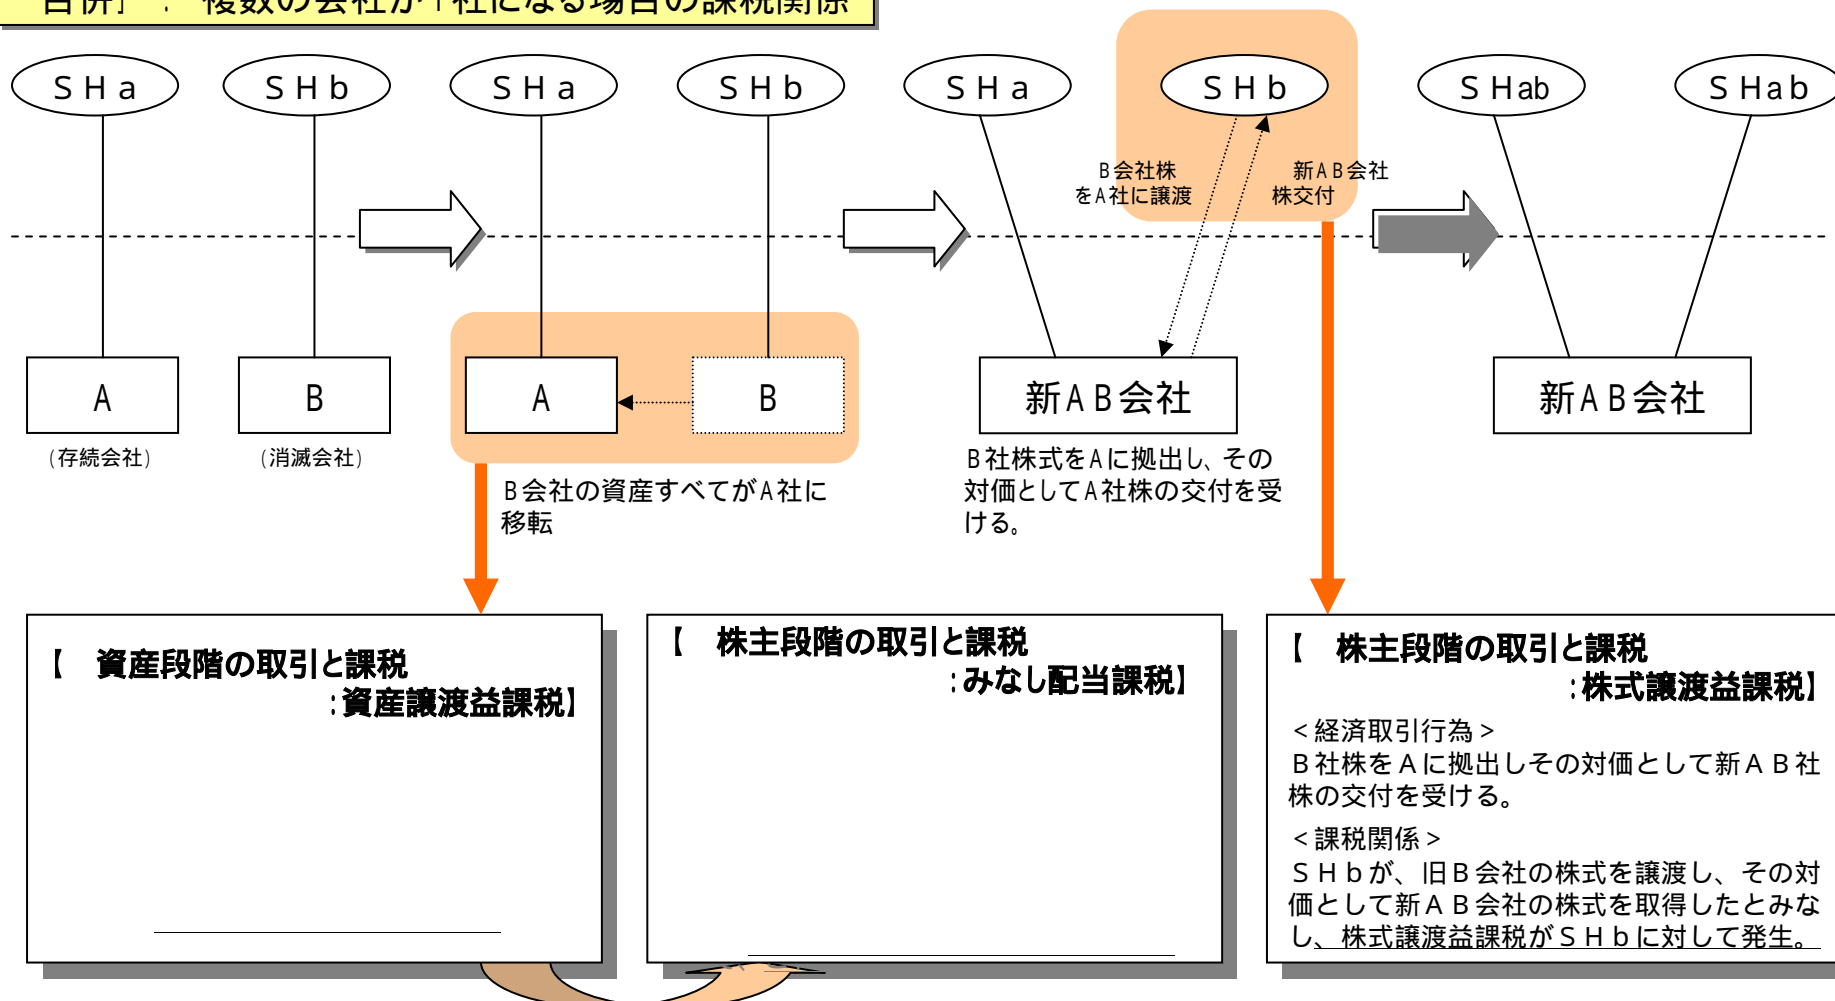 合併】 : 複数の会社が1社になる場合の課税関係
SHa
SHb
SHa
SHb
SHa
SHb
SHab
SHab
B会社株
をA社に譲渡
新AB会社
株交付
A
B
A
B
新AB会社
新AB会社
(存続会社)
(消滅会社)
B会社の資産すべてがA社に
移転
B社株式をAに拠出し、その
対価としてA社株の交付を受
ける。
【 資産段階の取引と課税
:資産譲渡益課税】
【 株主段階の取引と課税
:みなし配当課税】
【 株主段階の取引と課税
:株式譲渡益課税】
<経済取引行為>
B社株をAに拠出しその対価として新AB社
株の交付を受ける。
<課税関係>
SHbが、旧B会社の株式を譲渡し、その対
価として新AB会社の株式を取得したとみな
し、株式譲渡益課税がSHbに対して発生。